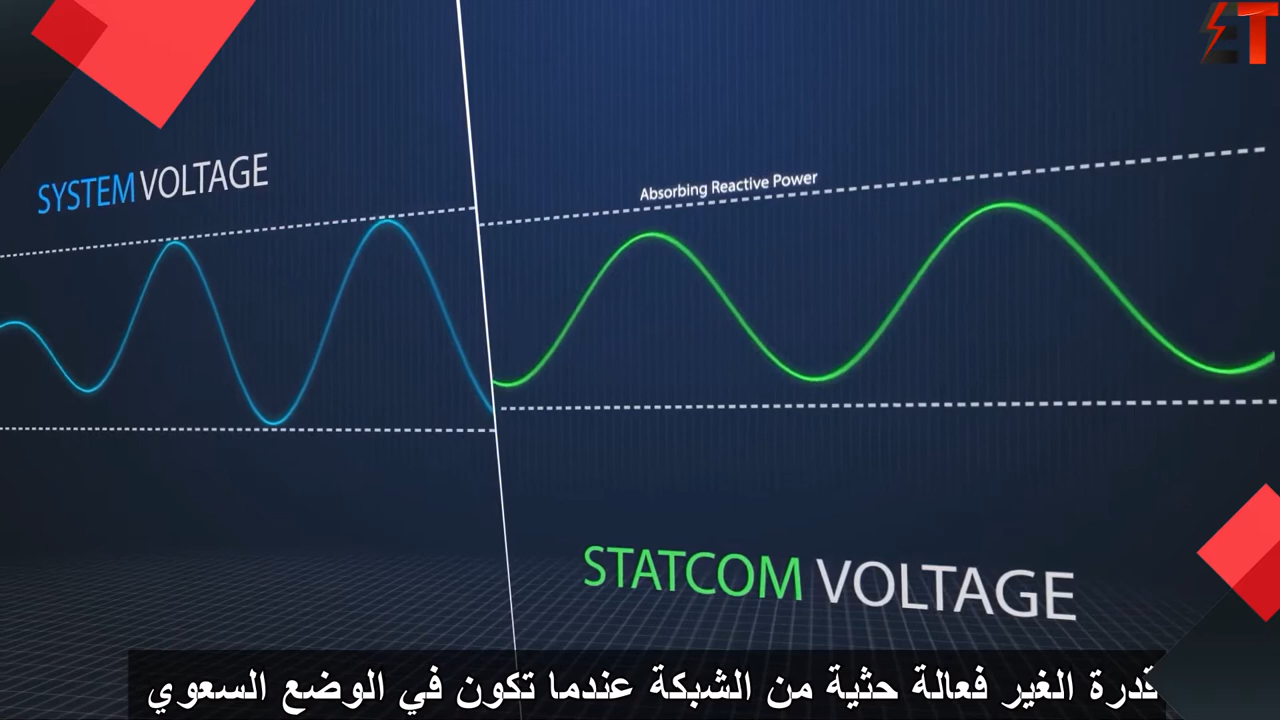 ET
SYSTEM VOLTAGE
Absorbing Reactive Power
STATCOM VOLTAGE
قدرة الغير فعالة حثية من الشبكة عندما تكون في الوضع السعوي